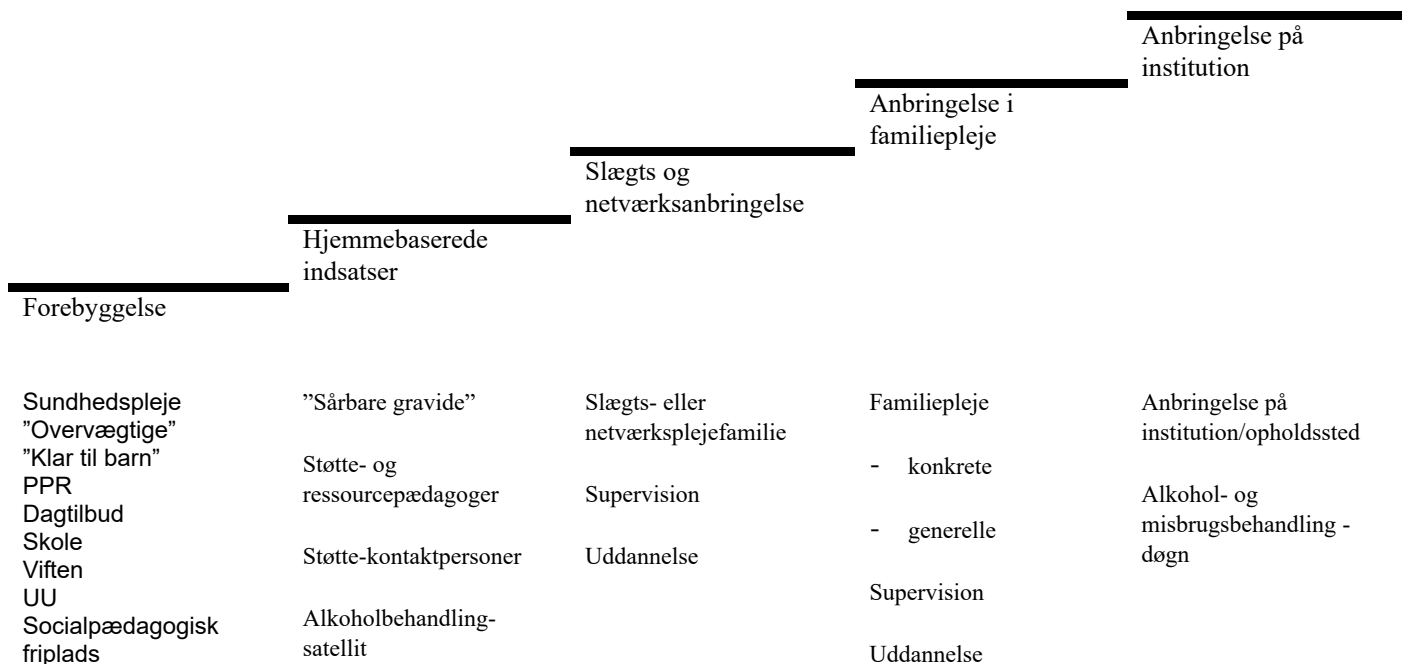 Anbringelse på
institution
Anbringelse i
familiepleje
Slægts og
netværksanbringelse
Hjemmebaserede
indsatser
Forebyggelse
Sundhedspleje
”Overvægtige”
”Klar til barn”
PPR
Dagtilbud
Skole
Viften
UU
Socialpædagogisk
friplads
”Sårbare gravide”
Støtte- og
ressourcepædagoger
Støtte-kontaktpersoner
Alkoholbehandling-
satellit
Slægts- eller
netværksplejefamilie
Supervision
Uddannelse
Familiepleje
- konkrete
- generelle
Supervision
Uddannelse
Anbringelse på
institution/opholdssted
Alkohol- og
misbrugsbehandling -
døgn